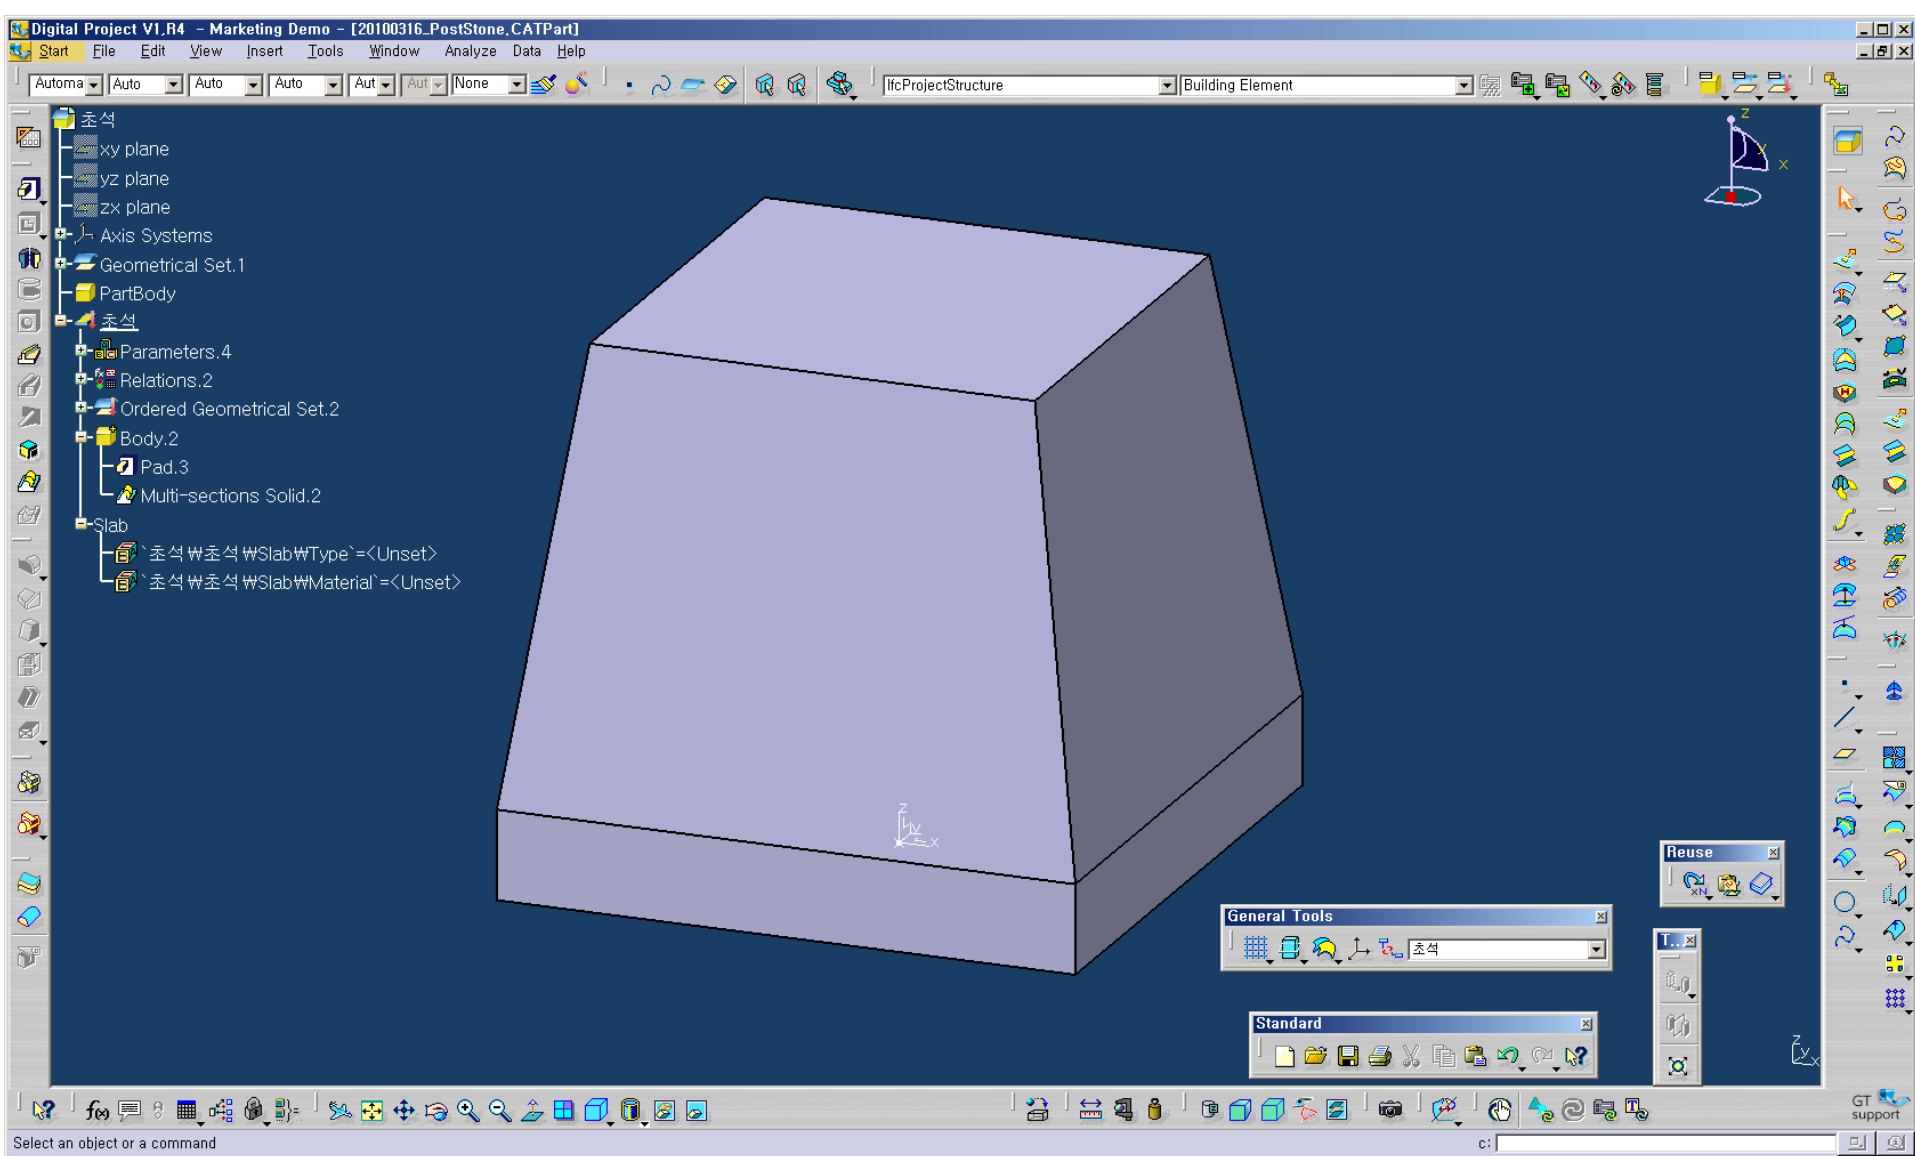 Digital Project V1,R4 - Marketing Demo - [20100316_PostStone,CATPart]
Start File Edit View Insert Tools Window Analyze Data Help
Automa Auto Auto Auto Aut Aut None IfcProjectStructure Building Element
초석
xy plane
yz plane
zx plane
Axis Systems
Geometrical Set.1
PartBody
초석
Parameters.4
Relations.2
Ordered Geometrical Set.2
Body.2
Pad.3
Multi-sections Solid.2
Slab
`초석₩초석₩Slab₩Type`=<Unset>
`초석₩초석₩Slab₩Material`=<Unset>
z
y
x
z
y
x
Reuse
General Tools
초석
T...
Standard
z
y
x
GT
support
Select an object or a command
c: